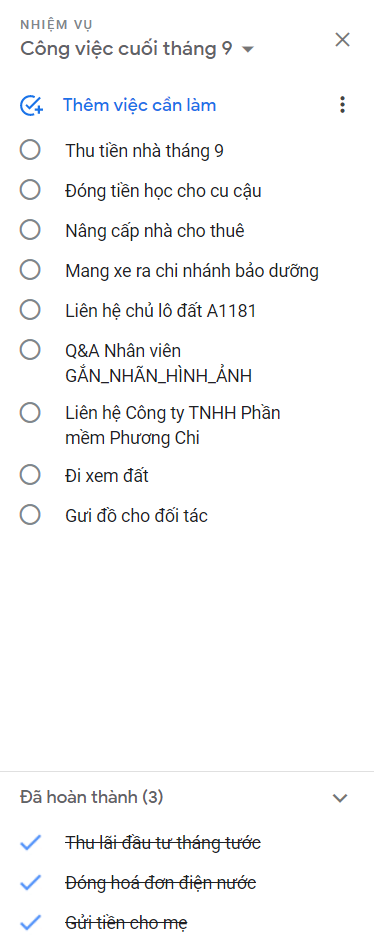 NHIỆM VỤ
Công việc cuối tháng 9
Thêm việc cần làm
Thu tiền nhà tháng 9
Đóng tiền học cho cu cậu
Nâng cấp nhà cho thuê
Mang xe ra chi nhánh bảo dưỡng
Liên hệ chủ lô đất A1181
Q&A Nhân viên
GẮN_NHÃN_HÌNH_ẢNH
Liên hệ Công ty TNHH Phần
mềm Phương Chi
Đi xem đất
Gưi đồ cho đối tác
Đã hoàn thành (3)
Thu lãi đầu tư tháng tước
Đóng hoá đơn điện nước
Gửi tiền cho mẹ